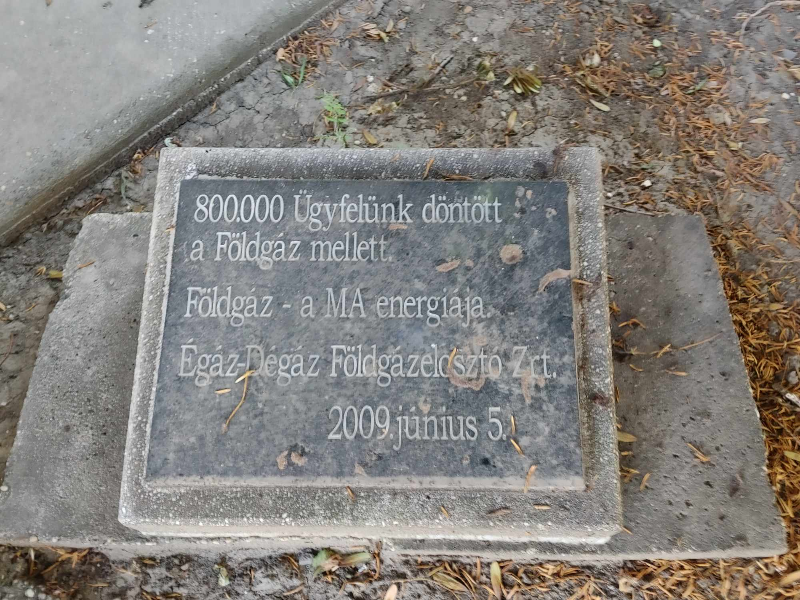 800.000 Ügyfelünk döntött
a Földgáz mellett.
Földgáz - a MA energiája.
Égáz-Dégáz Földgázelosztó Zrt.
2009.június 5.